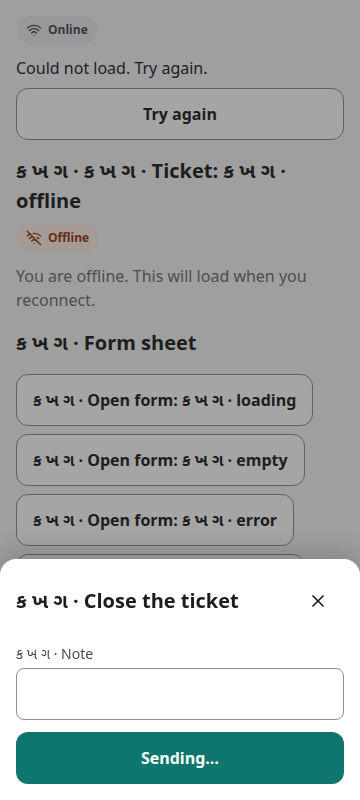 Online
Could not load. Try again.
Try again
ક ખ ગ · ક ખ ગ · Ticket: ક ખ ગ ·
offline
Offline
You are offline. This will load when you
reconnect.
ક ખ ગ · Form sheet
ક ખ ગ · Open form: ક ખ ગ · loading
ક ખ ગ · Open form: ક ખ ગ · empty
ક ખ ગ · Open form: ક ખ ગ · error
ક ખ ગ · Close the ticket
ક ખ ગ · Note
Sending...